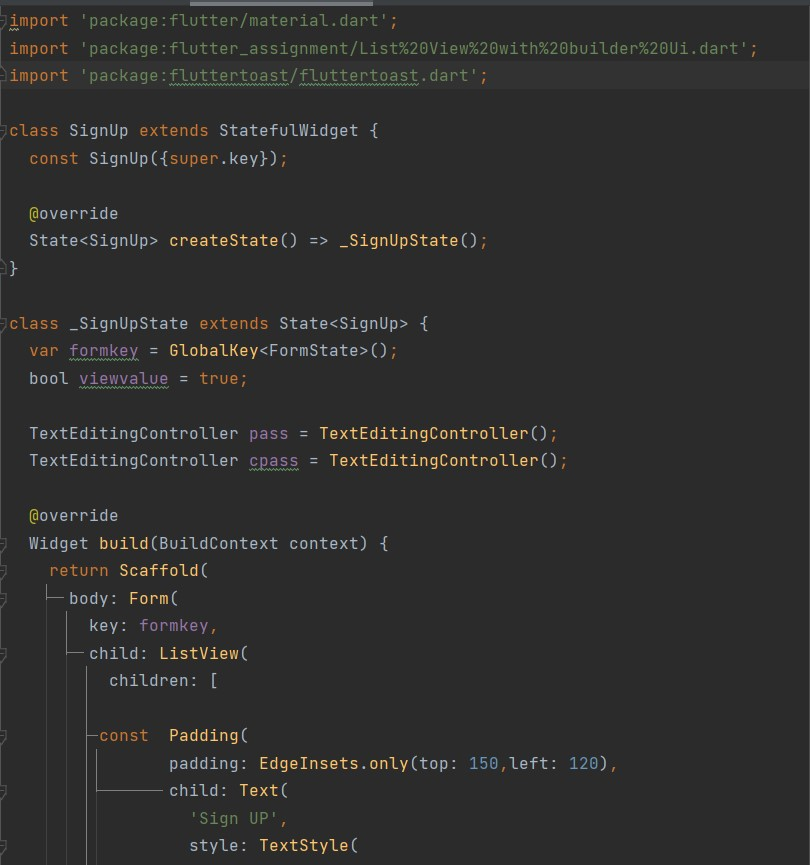 import 'package:flutter/material.dart';
import 'package:flutter_assignment/List%20View%20with%20builder%20Ui.dart';
import 'package:fluttertoast/fluttertoast.dart';

class SignUp extends StatefulWidget {
  const SignUp({super.key});

  @override
  State<SignUp> createState() => _SignUpState();
}

class _SignUpState extends State<SignUp> {
  var formkey = GlobalKey<FormState>();
  bool viewvalue = true;

  TextEditingController pass = TextEditingController();
  TextEditingController cpass = TextEditingController();

  @override
  Widget build(BuildContext context) {
    return Scaffold(
      body: Form(
        key: formkey,
        child: ListView(
          children: [

         const  Padding(
                padding: EdgeInsets.only(top: 150,left: 120),
                child: Text(
                  'Sign UP',
                  style: TextStyle(